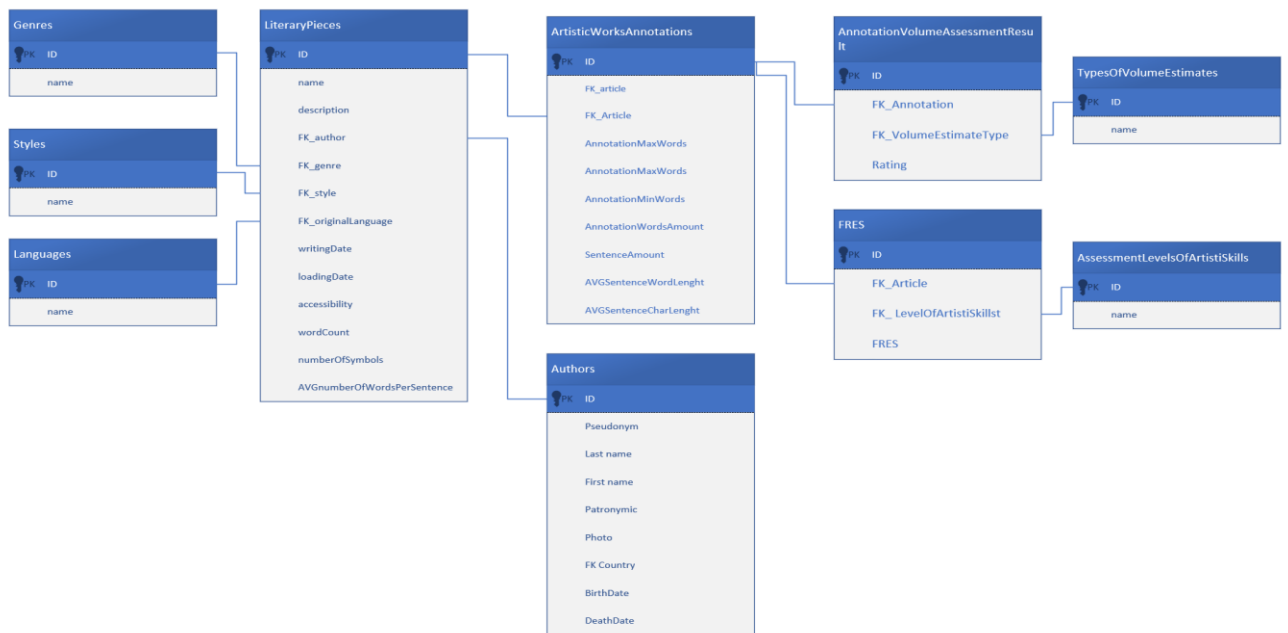 Genres
PK ID
name
Styles
PK ID
name
Languages
PK ID
name
LiteraryPieces
PK ID
name
description
FK_author
FK_genre
FK_style
FK_originalLanguage
writingDate
loadingDate
accessibility
wordCount
numberOfSymbols
AVGnumberOfWordsPerSentence
ArtisticWorksAnnotations
PK ID
FK_article
FK_Article
AnnotationMaxWords
AnnotationMaxWords
AnnotationMinWords
AnnotationWordsAmount
SentenceAmount
AVGSentenceWordLenght
AVGSentenceCharLenght
Authors
PK ID
Pseudonym
Last name
First name
Patronymic
Photo
FK Country
BirthDate
DeathDate
AnnotationVolumeAssessmentResu
lt
PK ID
FK_Annotation
FK_VolumeEstimateType
Rating
FRES
PK ID
FK_Article
FK_ LevelOfArtistiSkillst
FRES
TypesOfVolumeEstimates
PK ID
name
AssessmentLevelsOfArtistiSkills
PK ID
name